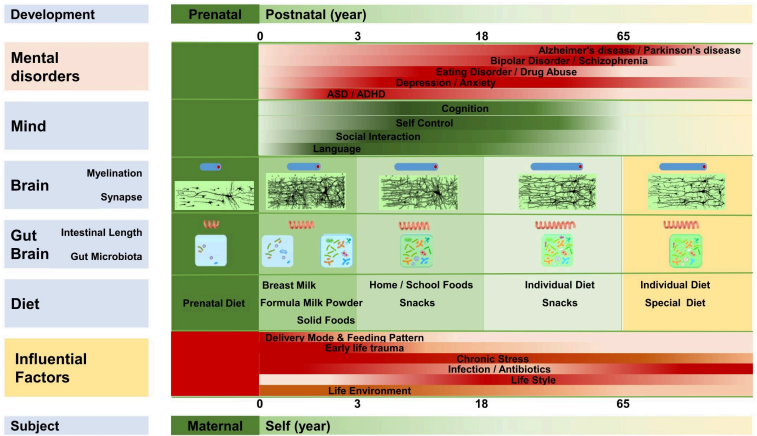 Development
Prenatal
Postnatal (year)
0 3 18 65
Mental
disorders
Alzheimer's disease / Parkinson's disease
Bipolar Disorder / Schizophrenia
Eating Disorder / Drug Abuse
Depression / Anxiety
ASD / ADHD
Mind
Cognition
Self Control
Social Interaction
Language
Brain
Myelination
Synapse
Gut
Brain
Intestinal Length
Gut Microbiota
Diet
Prenatal Diet
Breast Milk
Formula Milk Powder
Solid Foods
Home / School Foods
Snacks
Individual Diet
Snacks
Individual Diet
Special Diet
Influential
Factors
Delivery Mode & Feeding Pattern
Early life trauma
Chronic Stress
Infection / Antibiotics
Life Style
Life Environment
0 3 18 65
Subject
Maternal
Self (year)